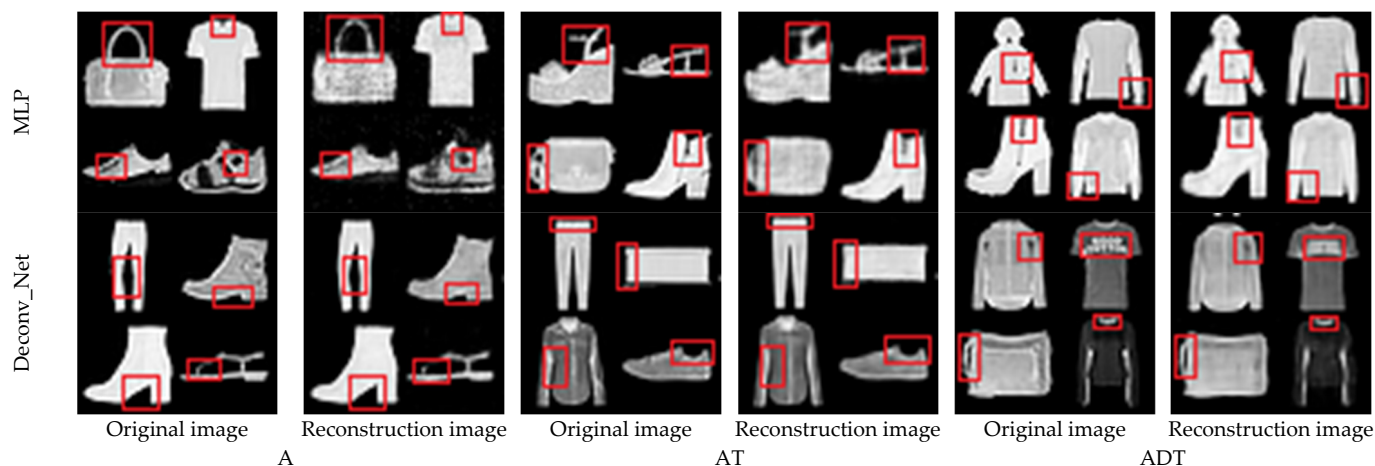 MLP
Deconv_Net
Original image Reconstruction image Original image Reconstruction image Original image Reconstruction image
A AT ADT